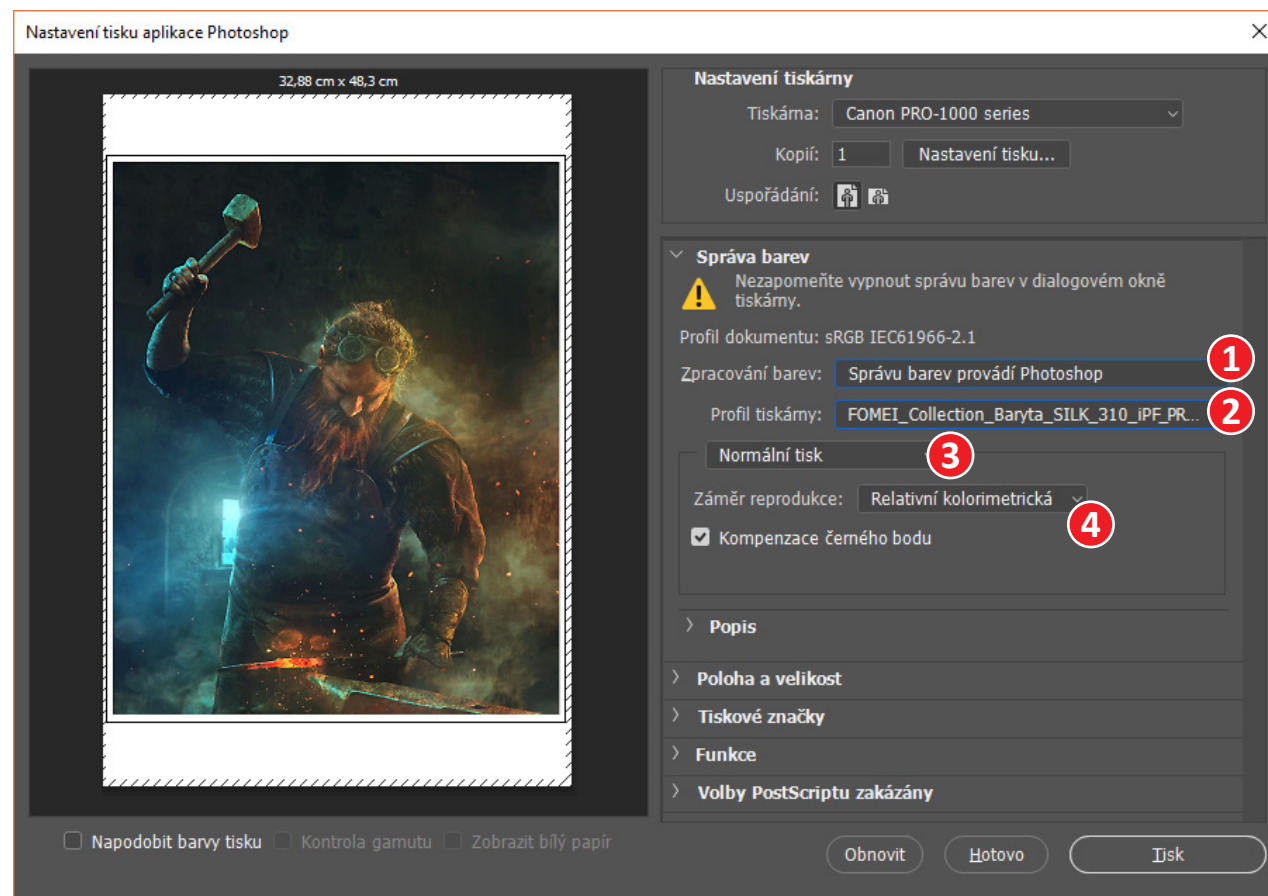 Nastavení tisku aplikace Photoshop
32,88 cm x 48,3 cm
Nastavení tiskárny
Tiskárna: Canon PRO-1000 series
Kopií: 1 Nastavení tisku...
Uspořádání:
Správa barev
Nezapomeňte vypnout správu barev v dialogovém okně
tiskárny.
Profil dokumentu: sRGB IEC61966-2.1
Zpracování barev: Správu barev provádí Photoshop 1
Profil tiskárny: FOMEI_Collection_Baryta_SILK_310_iPF_PR... 2
Normální tisk 3
Záměr reprodukce: Relativní kolorimetrická 4
Kompenzace černého bodu
Popis
Poloha a velikost
Tiskové značky
Funkce
Volby PostScriptu zakázány
Napodobit barvy tisku Kontrola gamutu Zobrazit bílý papír
Obnovit Hotovo Tisk